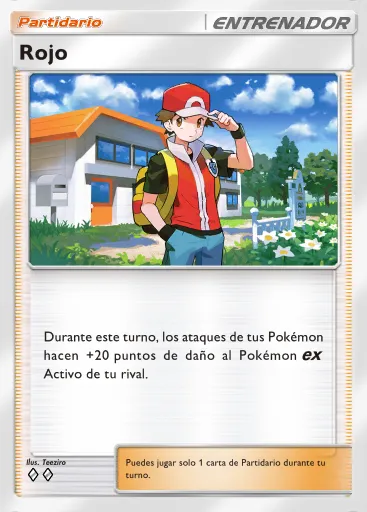 Partidario
ENTRENADOR
Rojo
Durante este turno, los ataques de tus Pokémon
hacen +20 puntos de daño al Pokémon ex
Activo de tu rival.
Ilus. Teeziro
Puedes jugar solo 1 carta de Partidario durante tu
turno.